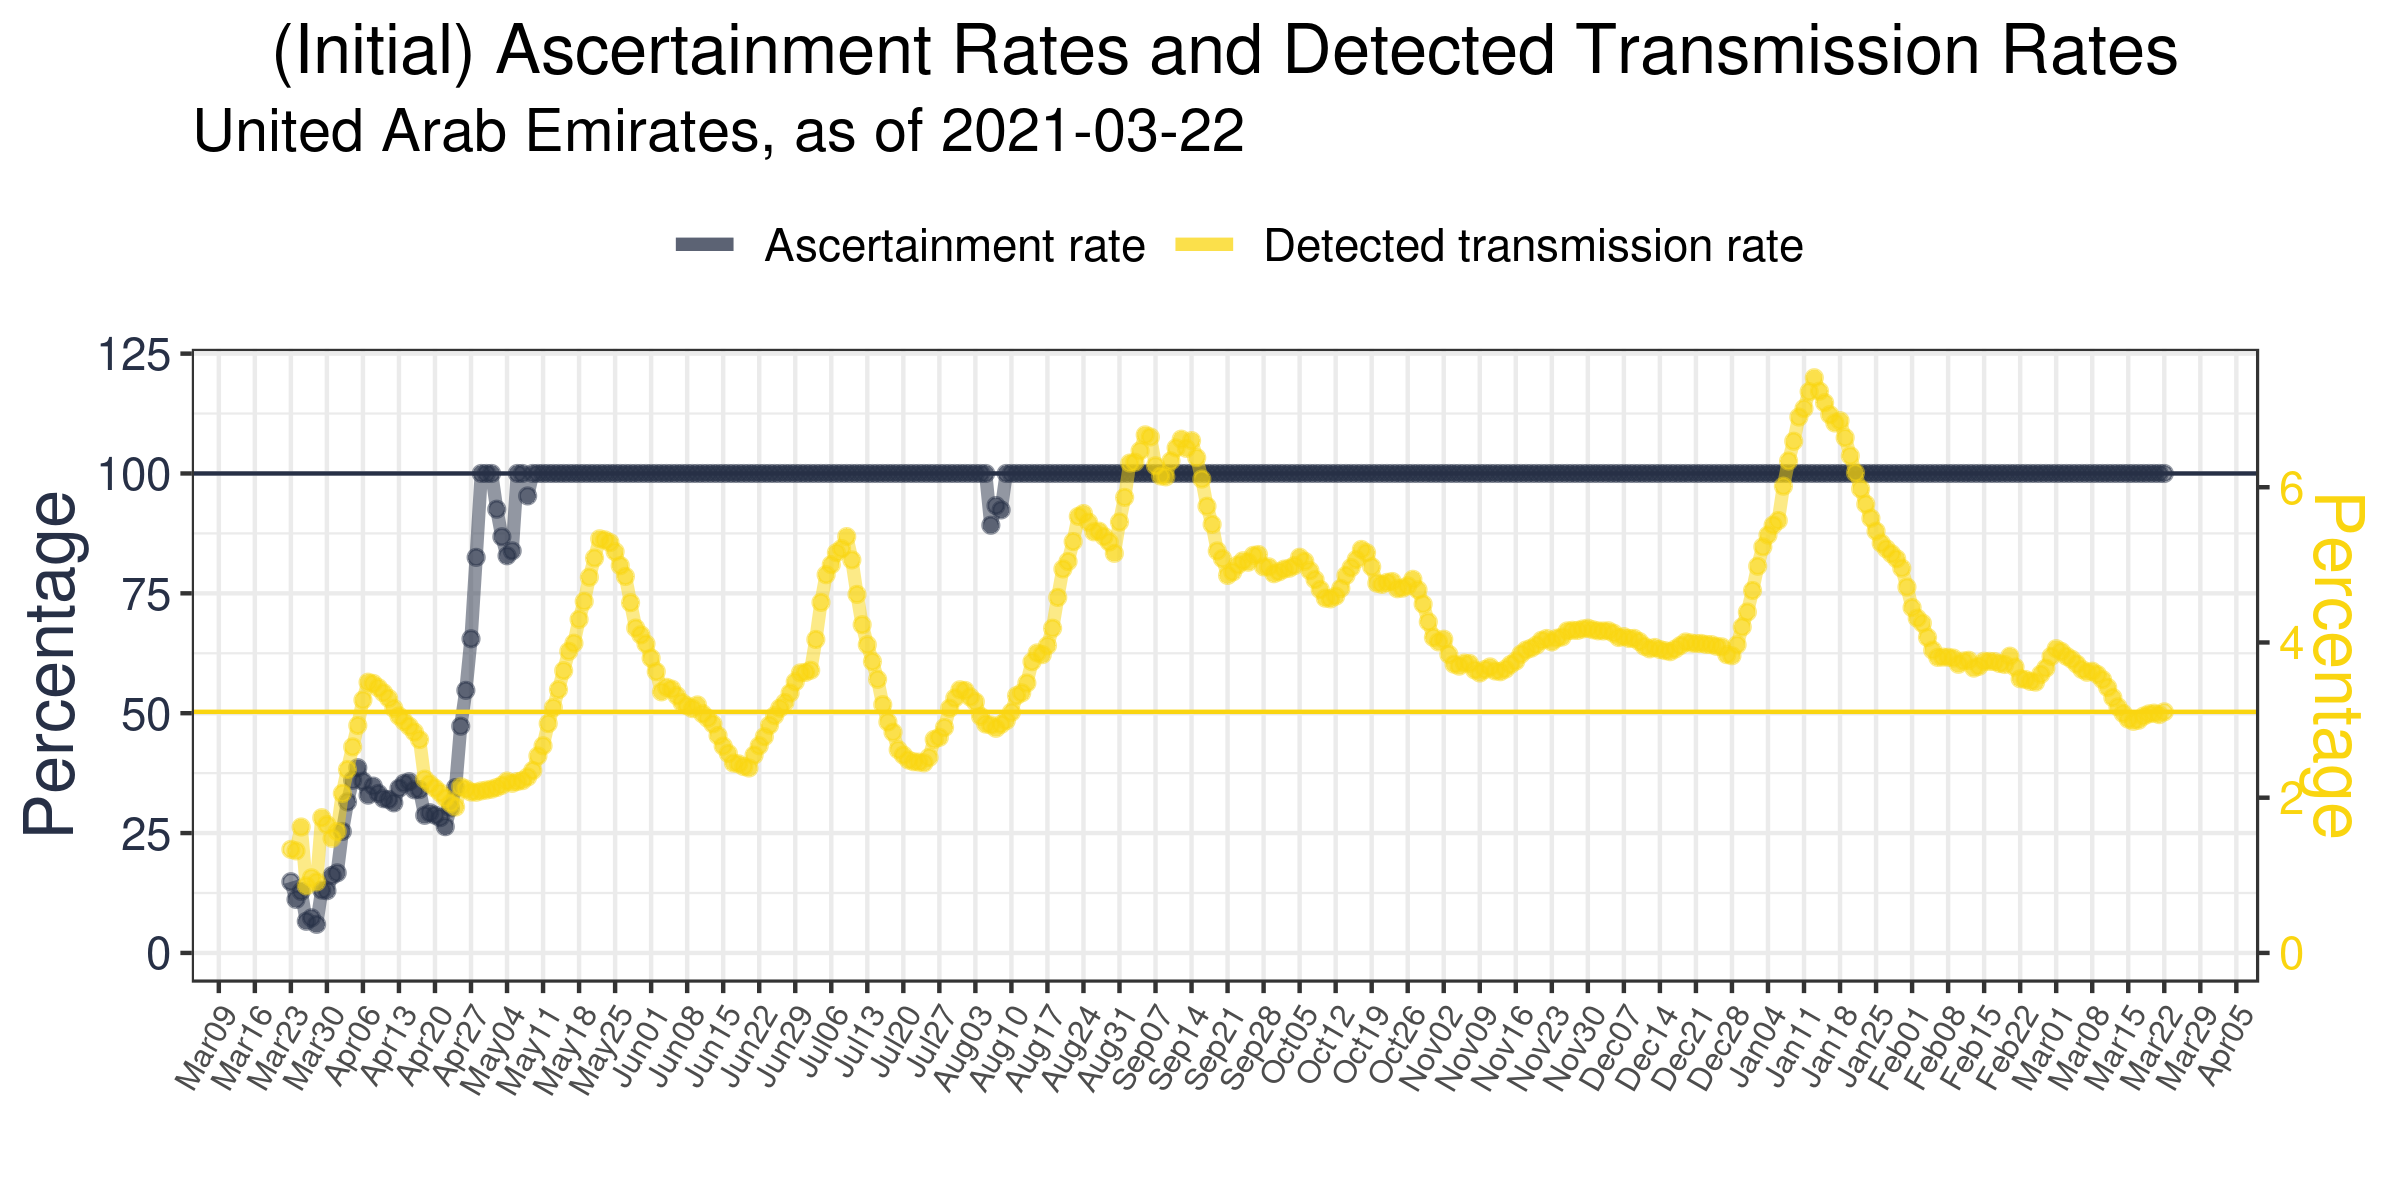 (Initial) Ascertainment Rates and Detected Transmission Rates
United Arab Emirates, as of 2021-03-22
Ascertainment rate Detected transmission rate
Percentage
125
100
75
50
25
0
6
4
2
0
Percentage
Mar09 Mar16 Mar23 Mar30 Apr06 Apr13 Apr20 Apr27 May04 May11 May18 May25 Jun01 Jun08 Jun15 Jun22 Jun29 Jul06 Jul13 Jul20 Jul27 Aug03 Aug10 Aug17 Aug24 Aug31 Sep07 Sep14 Sep21 Sep28 Oct05 Oct12 Oct19 Oct26 Nov02 Nov09 Nov16 Nov23 Nov30 Dec07 Dec14 Dec21 Dec28 Jan04 Jan11 Jan18 Jan25 Feb01 Feb08 Feb15 Feb22 Mar01 Mar08 Mar15 Mar22 Mar29 Apr05